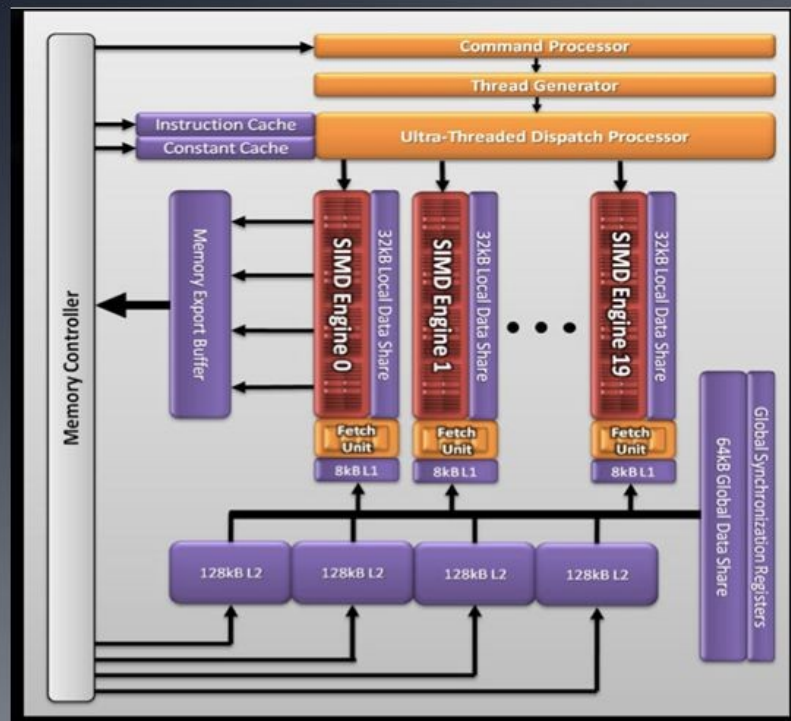 Command Processor
Thread Generator
Instruction Cache
Constant Cache
Ultra-Threaded Dispatch Processor
Memory Controller
Memory Export Buffer
SIMD Engine 0
32kB Local Data Share
SIMD Engine 1
32kB Local Data Share
SIMD Engine 19
32kB Local Data Share
Fetch
Unit
Fetch
Unit
Fetch
Unit
8kB L1
8kB L1
8kB L1
64kB Global Data Share
Global Synchronization Registers
128kB L2
128kB L2
128kB L2
128kB L2